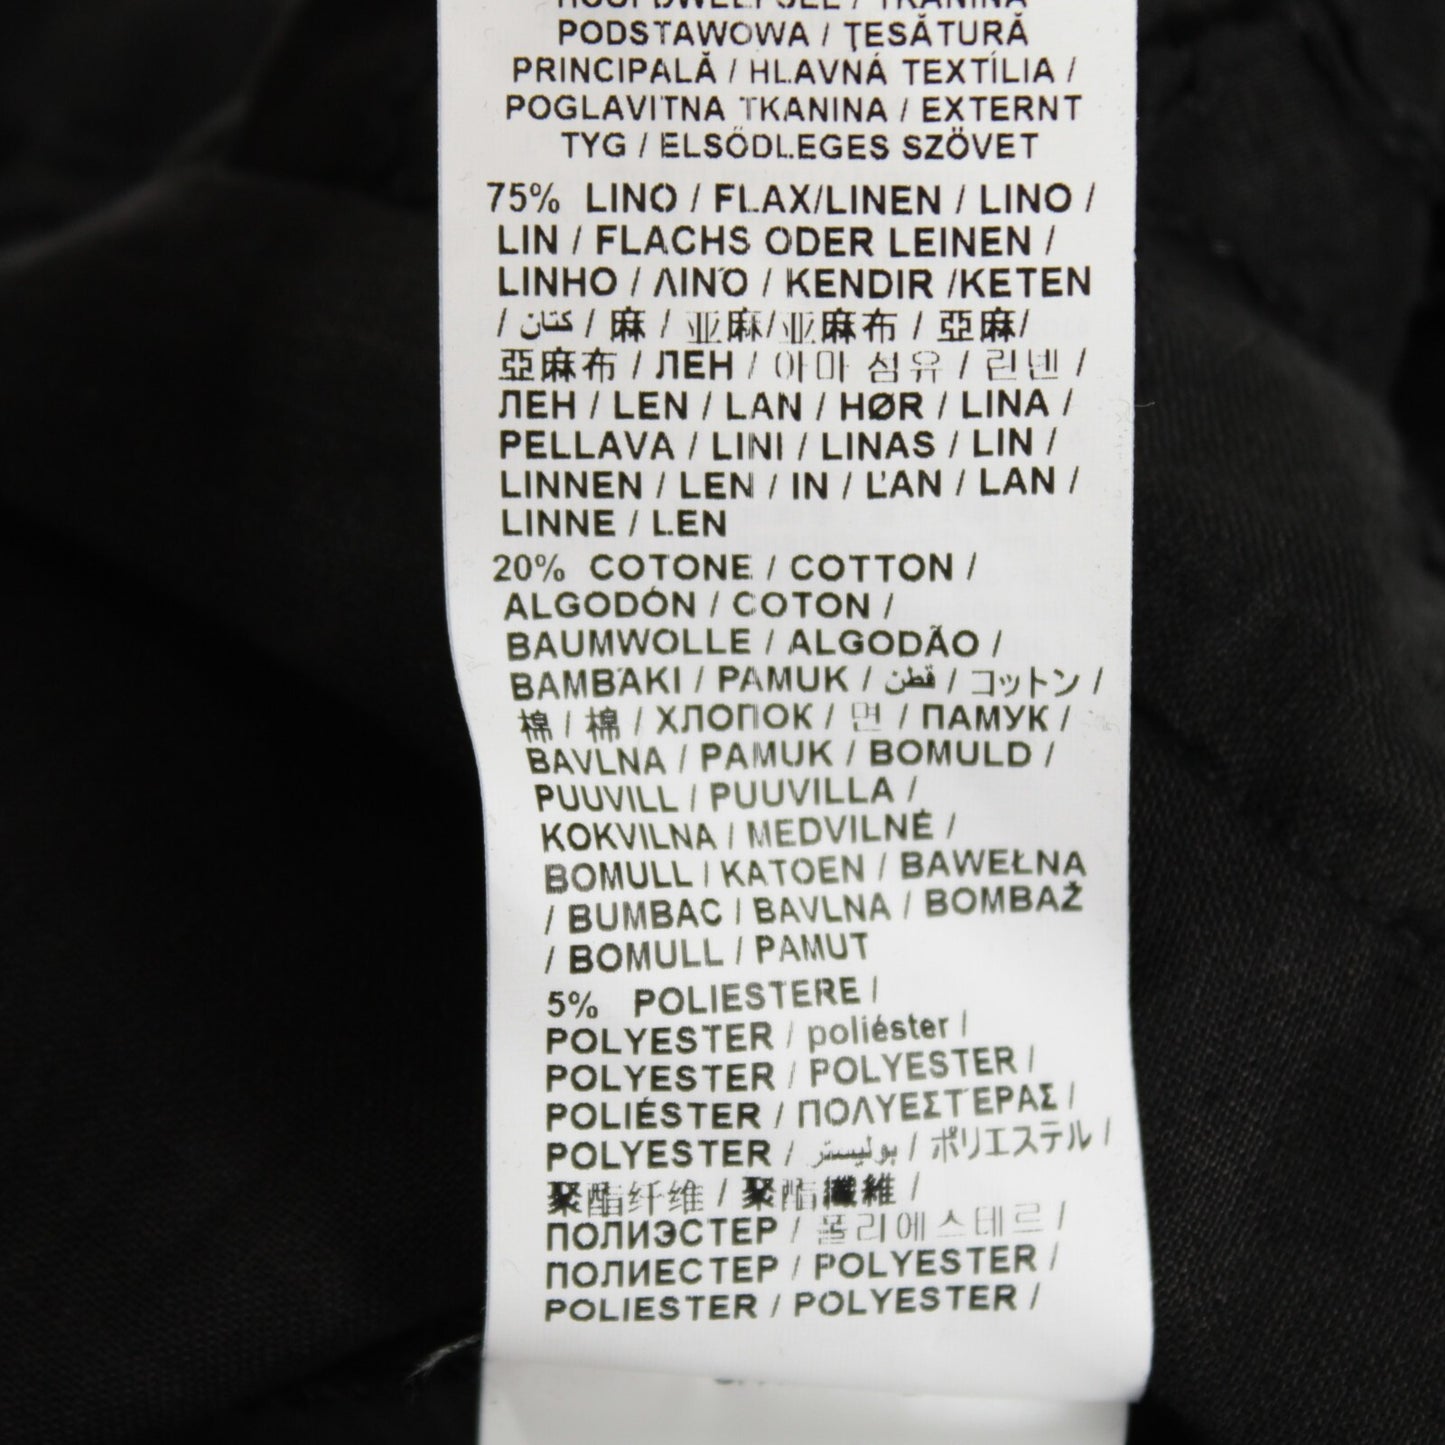 HOOFDWEEFSEL / TKANINA
PODSTAWOWA / ŢESĂTURĂ
PRINCIPALĂ / HLAVNÁ TEXTÍLIA /
POGLAVITNA TKANINA / EXTERNT
TYG / ELSŐDLEGES SZÖVET
75% LINO / FLAX/LINEN / LINO /
LIN / FLACHS ODER LEINEN /
LINHO / ΛΙΝΌ / KENDIR /KETEN
/ كتان / 麻 / 亚麻/亚麻布 / 亞麻/
亞麻布 / ЛЕН / 아마 섬유 / 린넨 /
ЛЕН / LEN / LAN / HØR / LINA /
PELLAVA / LINI / LINAS / LIN /
LINNEN / LEN / IN / ĽAN / LAN /
LINNE / LEN
20% COTONE / COTTON /
ALGODÓN / COTON /
BAUMWOLLE / ALGODÃO /
ΒΑΜΒΆΚΙ / PAMUK / قطن / コットン /
棉 / 棉 / ХЛОПОК / 면 / ПАМУК /
BAVLNA / PAMUK / BOMULD /
PUUVILL / PUUVILLA /
KOKVILNA / MEDVILNĖ /
BOMULL / KATOEN / BAWEŁNA
/ BUMBAC / BAVLNA / BOMBAŽ
/ BOMULL / PAMUT
5% POLIESTERE /
POLYESTER / poliéster /
POLYESTER / POLYESTER /
POLIÉSTER / ΠΟΛΥΕΣΤΕΡΑΣ /
POLYESTER / بوليستر / ポリエステル /
聚酯纤维 / 聚酯纖維 /
ПОЛИЭСТЕР / 폴리에스테르 /
ПОЛИЕСТЕР / POLYESTER /
POLIESTER / POLYESTER /